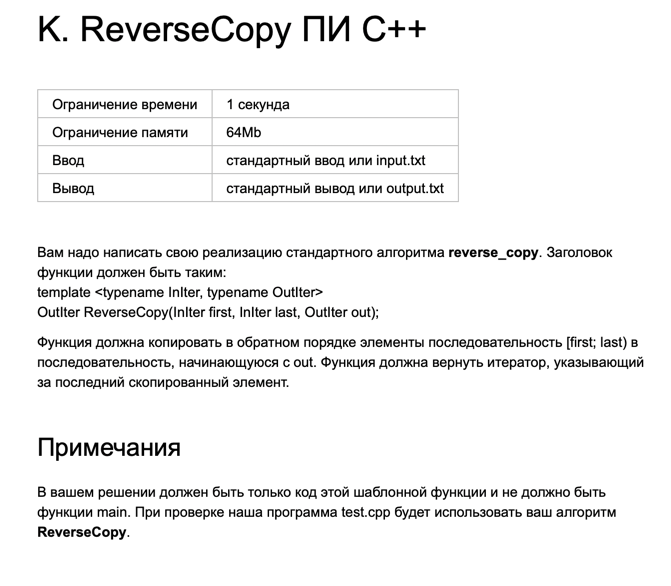 K. ReverseCopy ПИ C++
Ограничение времени 1 секунда
Ограничение памяти 64Mb
Ввод стандартный ввод или input.txt
Вывод стандартный вывод или output.txt
Вам надо написать свою реализацию стандартного алгоритма reverse_copy. Заголовок
функции должен быть таким:
template <typename InIter, typename OutIter>
OutIter ReverseCopy(InIter first, InIter last, OutIter out);
Функция должна копировать в обратном порядке элементы последовательность [first; last) в
последовательность, начинающуюся с out. Функция должна вернуть итератор, указывающий
за последний скопированный элемент.
Примечания
В вашем решении должен быть только код этой шаблонной функции и не должно быть
функции main. При проверке наша программа test.cpp будет использовать ваш алгоритм
ReverseCopy.